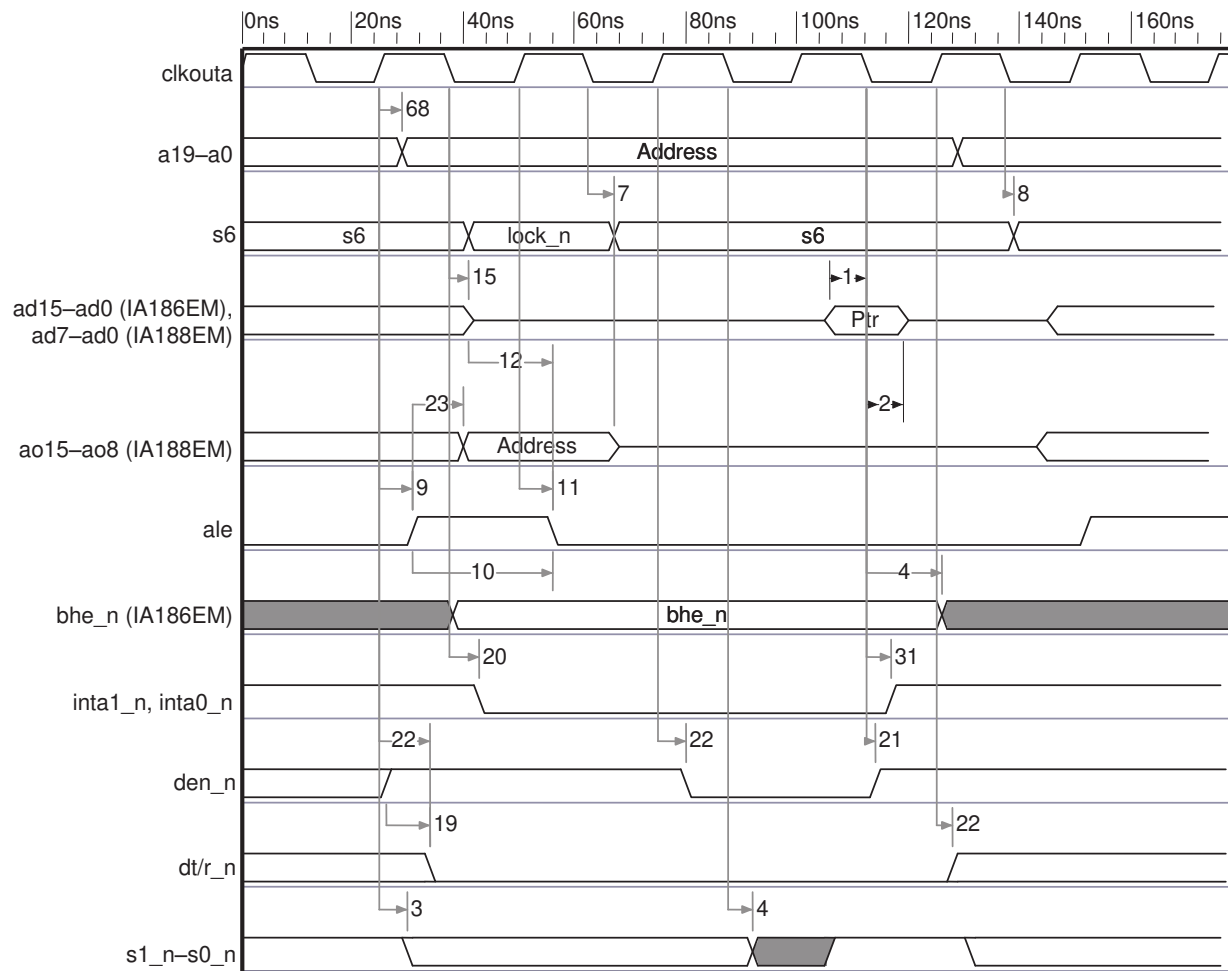 0ns 20ns 40ns 60ns 80ns 100ns 120ns 140ns 160ns
clkouta
68
a19–a0 Address
7 8
s6 s6 lock_n s6
15 1
ad15–ad0 (IA186EM),
ad7–ad0 (IA188EM) Ptr
12
23 2
ao15–ao8 (IA188EM) Address
9 11
ale
10 4
bhe_n (IA186EM) bhe_n
20 31
inta1_n, inta0_n
22 22 21
den_n
19 22
dt/r_n
3 4
s1_n–s0_n